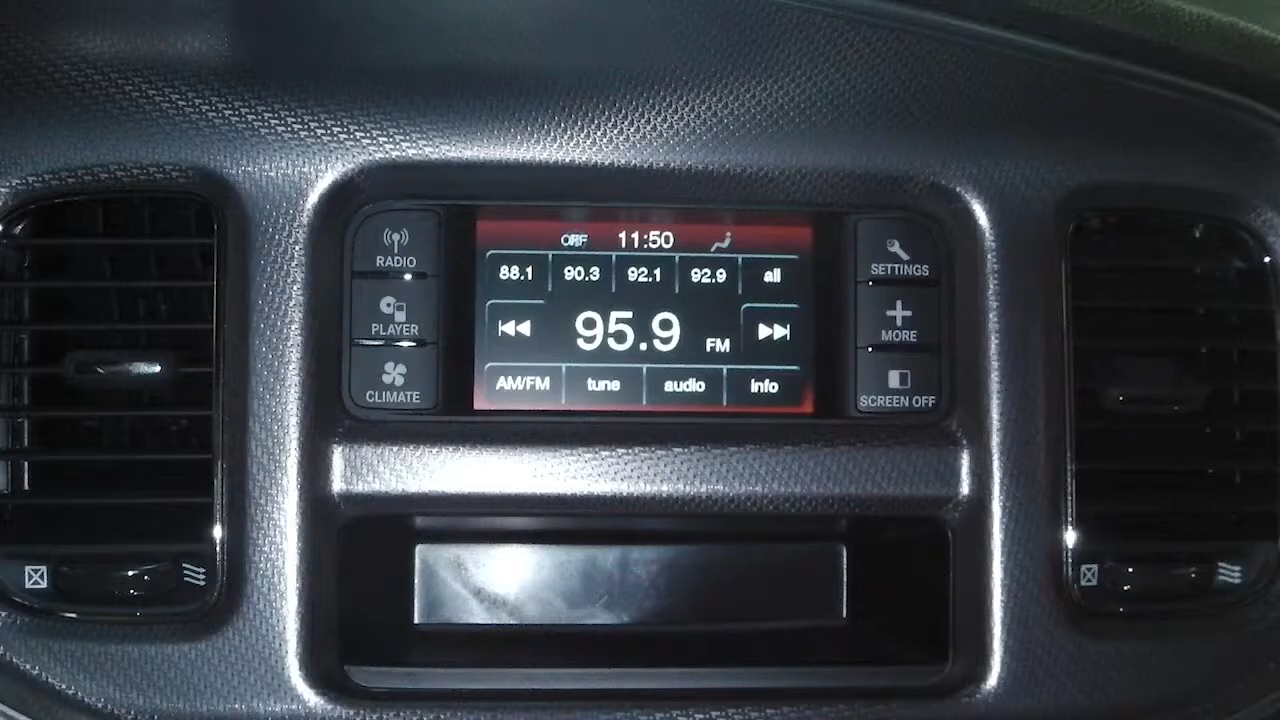 OFF 11:50
RADIO
SETTINGS
88.1 90.3 92.1 92.9 all
PLAYER
95.9 FM
MORE
AM/FM tune audio info
CLIMATE
SCREEN OFF